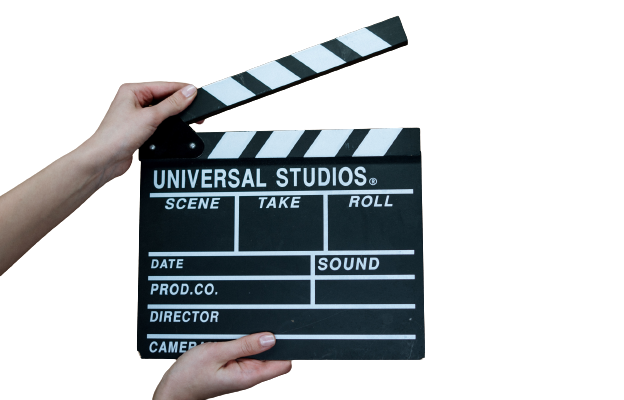 UNIVERSAL STUDIOS®
SCENE TAKE ROLL
DATE SOUND
PROD.CO.
DIRECTOR